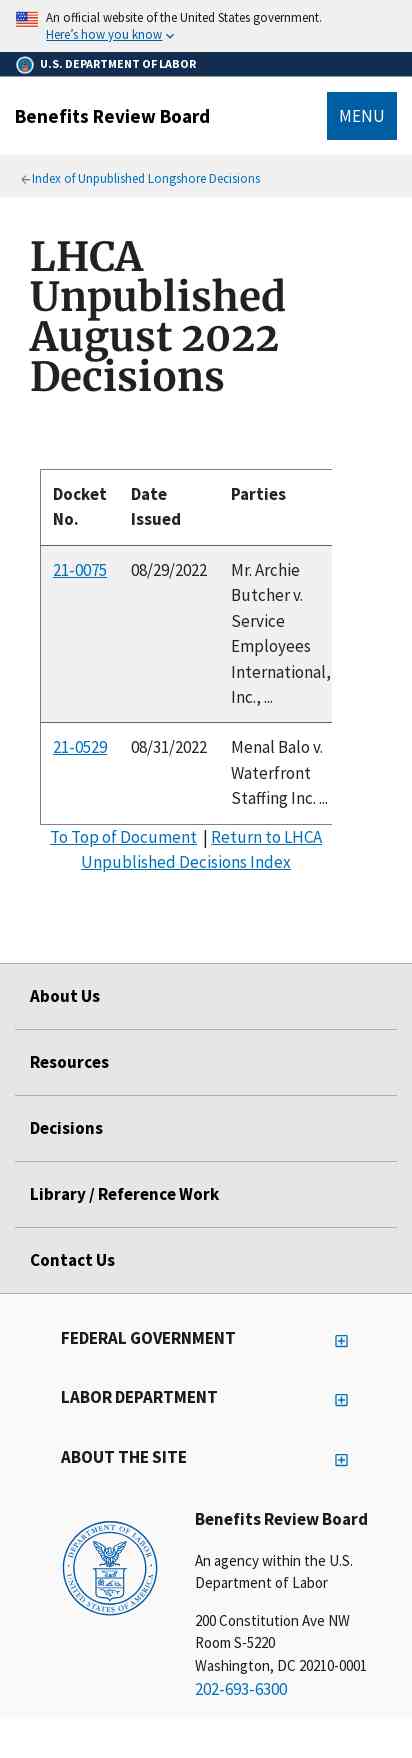 An official website of the United States government.
Here's how you know
U.S. DEPARTMENT OF LABOR
Benefits Review Board
MENU
Index of Unpublished Longshore Decisions
LHCA
Unpublished
August 2022
Decisions
Docket No.
Date Issued
Parties
21-0075
08/29/2022
Mr. Archie
Butcher v.
Service
Employees
International,
Inc., ...
21-0529
08/31/2022
Menal Balo v.
Waterfront
Staffing Inc. ...
To Top of Document | Return to LHCA
Unpublished Decisions Index
About Us
Resources
Decisions
Library / Reference Work
Contact Us
FEDERAL GOVERNMENT
LABOR DEPARTMENT
ABOUT THE SITE
DEPARTMENT OF LABOR
UNITED STATES OF AMERICA
Benefits Review Board
An agency within the U.S.
Department of Labor
200 Constitution Ave NW
Room S-5220
Washington, DC 20210-0001
202-693-6300